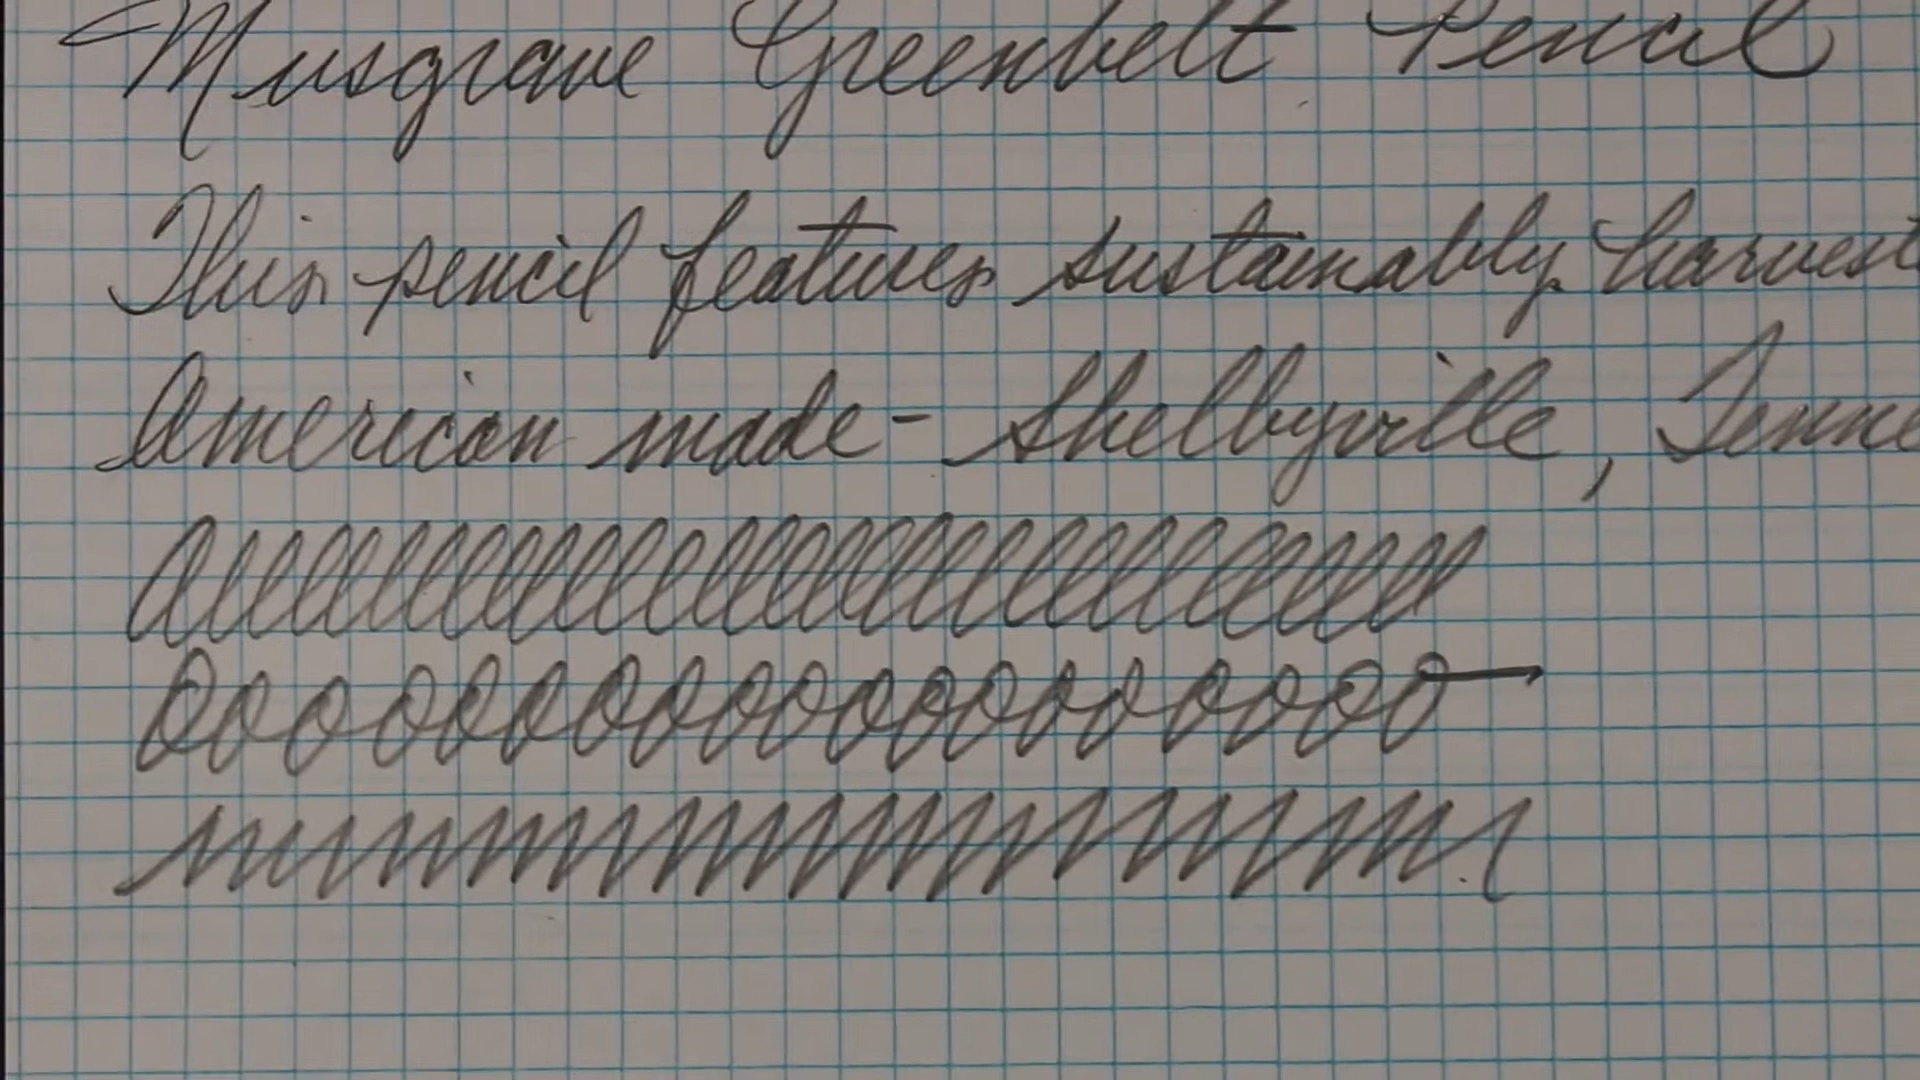 Musgrave Greenbelt Pencil
This pencil features sustainably harvest
American made - Shelbyville, Tenne